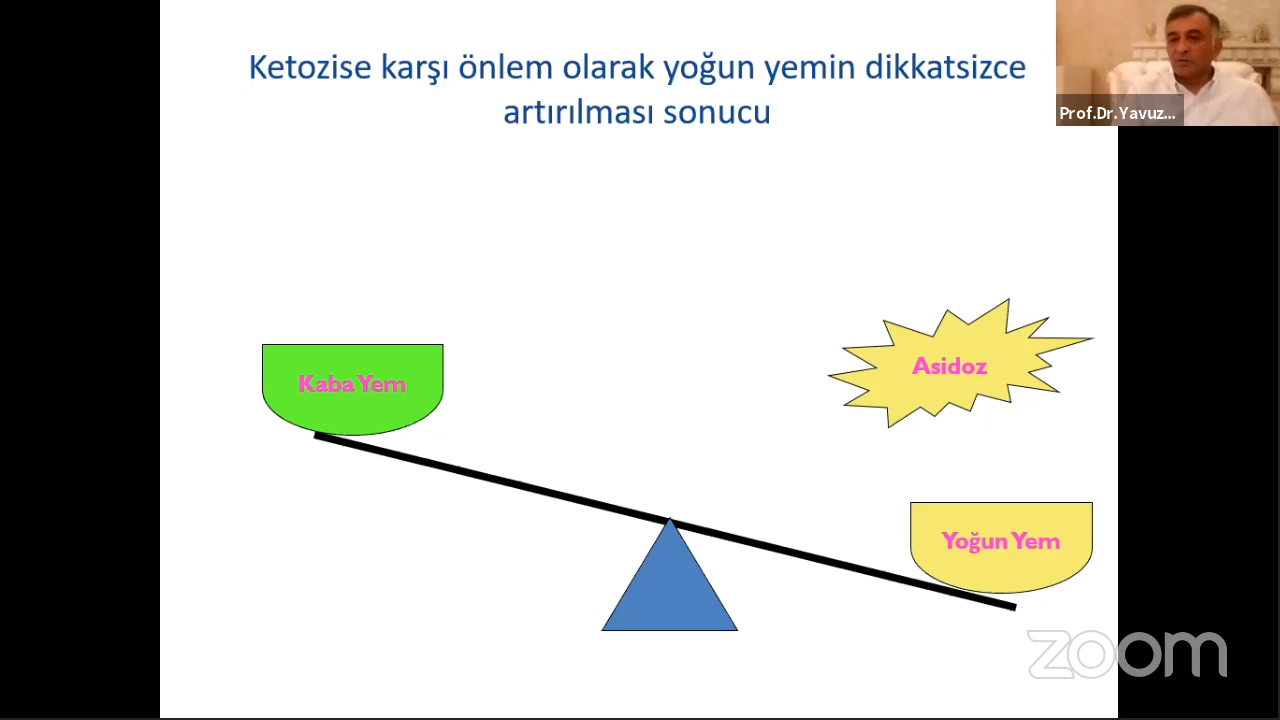 Ketozise karşı önlem olarak yoğun yemin dikkatsizce
artırılması sonucu
Prof.Dr.Yavuz...
Asidoz
Kaba Yem
Yoğun Yem
zoom